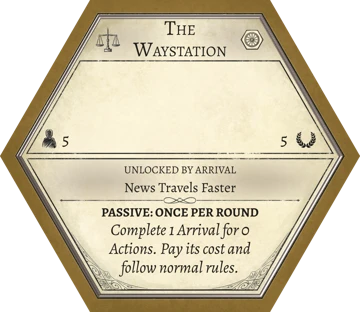 The
Waystation
5 5
UNLOCKED BY ARRIVAL
News Travels Faster
PASSIVE: ONCE PER ROUND
Complete 1 Arrival for 0
Actions. Pay its cost and
follow normal rules.